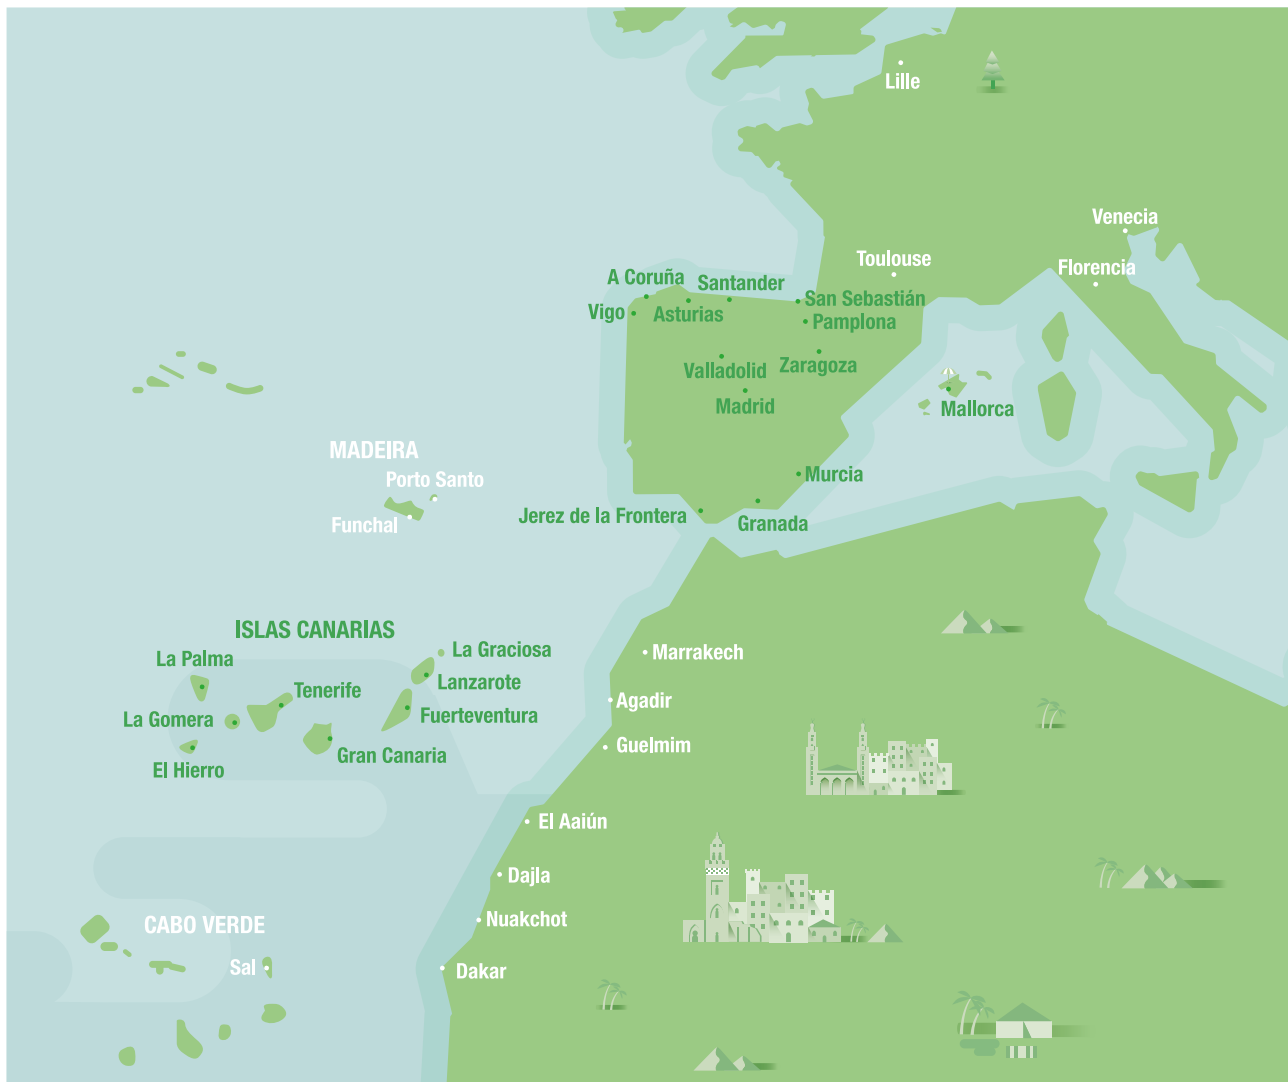 Lille
Venecia
Toulouse
Florencia
A Coruña
Santander
San Sebastián
Vigo
Asturias
Pamplona
Valladolid
Zaragoza
Madrid
Mallorca
MADEIRA
Porto Santo
Murcia
Funchal
Jerez de la Frontera
Granada
ISLAS CANARIAS
La Graciosa
Marrakech
La Palma
Lanzarote
Tenerife
Agadir
La Gomera
Fuerteventura
Guelmim
Gran Canaria
El Hierro
El Aaiún
Dajla
Nuakchot
CABO VERDE
Sal
Dakar